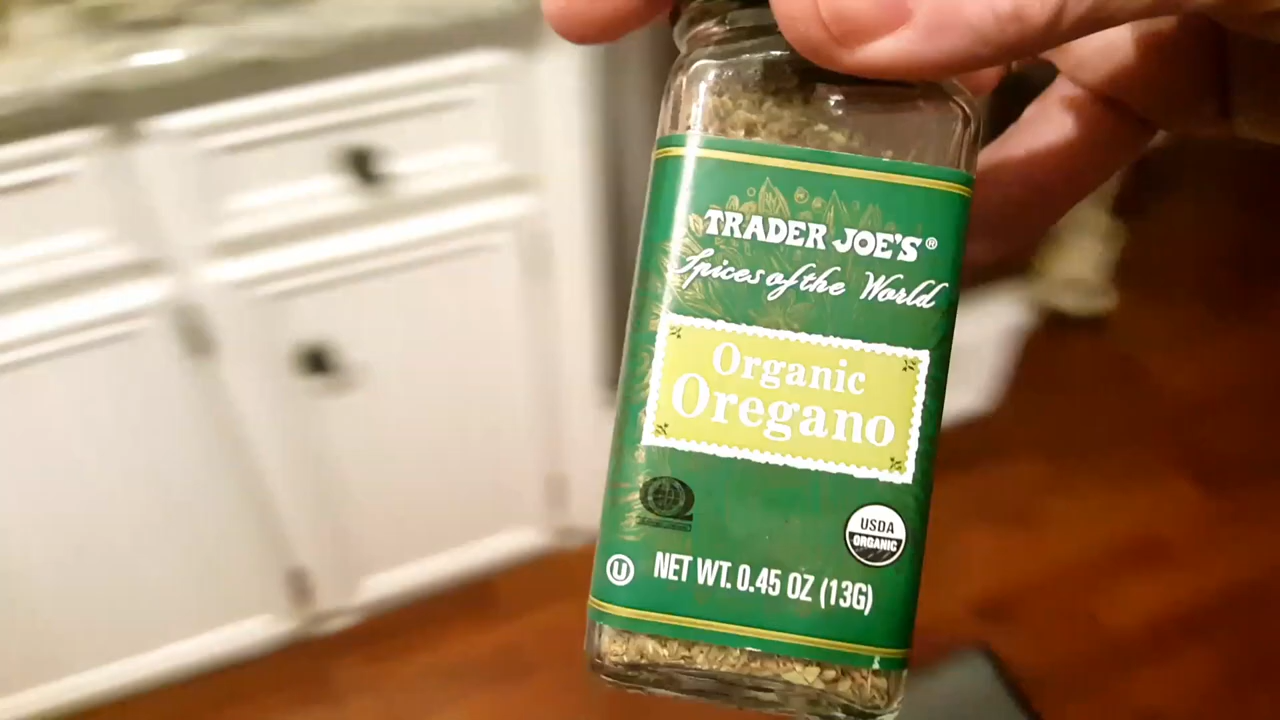 TRADER JOE'S®
Spices of the World
Organic
Oregano
USDA
ORGANIC
U
NET WT. 0.45 OZ (13G)